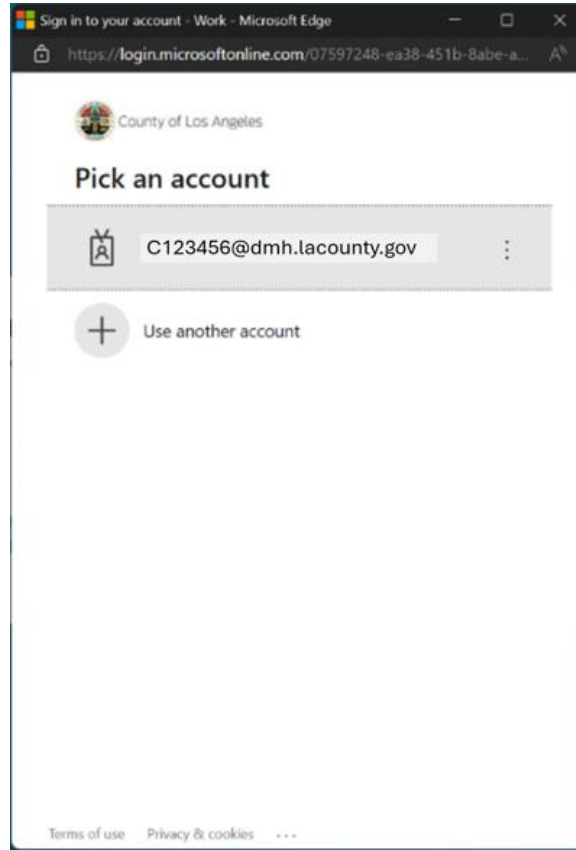 Sign in to your account - Work - Microsoft Edge
https://login.microsoftonline.com/07597248-ea38-451b-8abe-a...
County of Los Angeles
Pick an account
C123456@dmh.lacounty.gov
Use another account
Terms of use Privacy & cookies ...